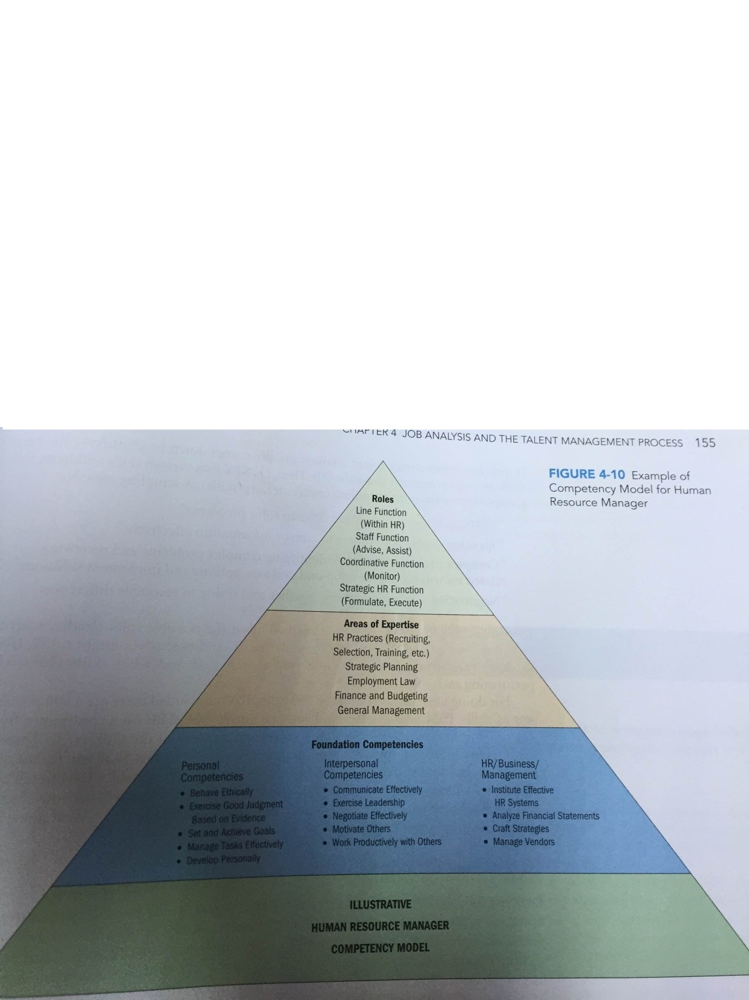 CHAPTER 4 JOB ANALYSIS AND THE TALENT MANAGEMENT PROCESS 155
FIGURE 4-10 Example of
Competency Model for Human
Resource Manager
Roles
Line Function
(Within HR)
Staff Function
(Advise, Assist)
Coordinative Function
(Monitor)
Strategic HR Function
(Formulate, Execute)
Areas of Expertise
HR Practices (Recruiting,
Selection, Training, etc.)
Strategic Planning
Employment Law
Finance and Budgeting
General Management
Foundation Competencies
Personal
Competencies
• Behave Ethically
• Exercise Good Judgment
Based on Evidence
• Set and Achieve Goals
• Manage Tasks Effectively
• Develop Personally
Interpersonal
Competencies
• Communicate Effectively
• Exercise Leadership
• Negotiate Effectively
• Motivate Others
• Work Productively with Others
HR/Business/
Management
• Institute Effective
HR Systems
• Analyze Financial Statements
• Craft Strategies
• Manage Vendors
ILLUSTRATIVE
HUMAN RESOURCE MANAGER
COMPETENCY MODEL